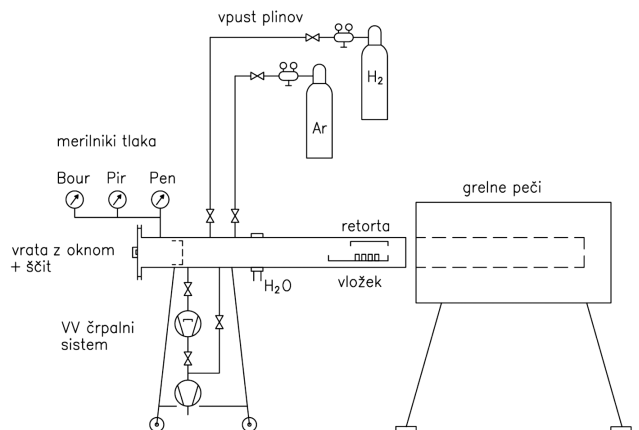 vpust plinov
H₂
Ar
merilniki tlaka
Bour Pir Pen
grelne peči
retorta
vrata z oknom
+ ščit
H₂O
vložek
VV črpalni
sistem